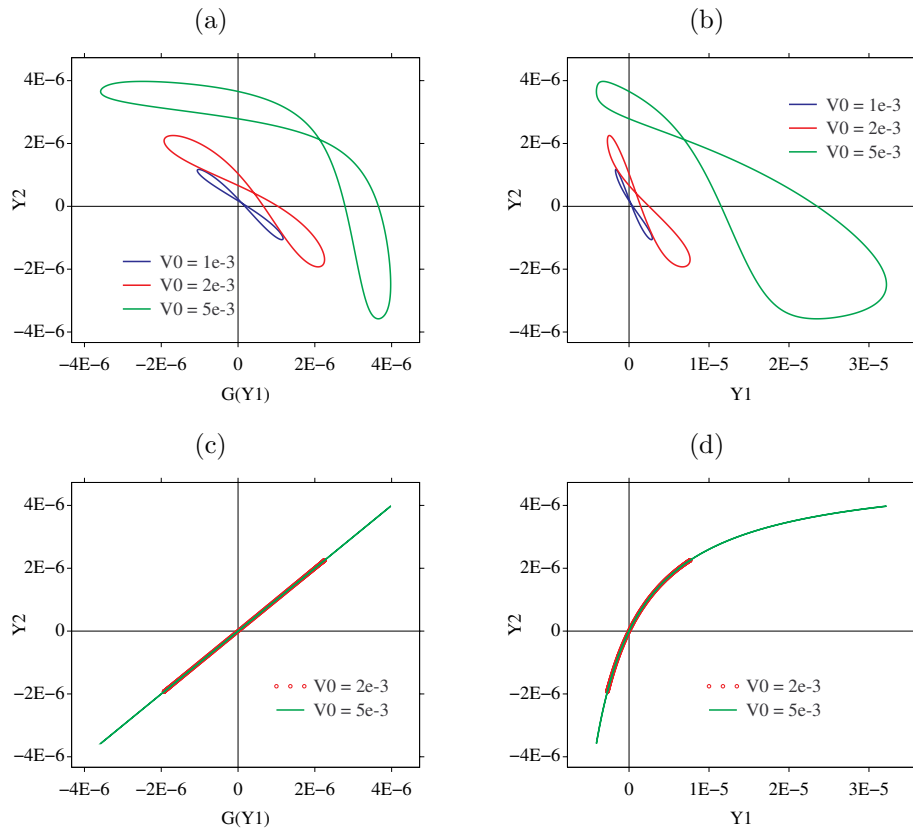 (a)
4E-6
2E-6
0
−2E-6
−4E-6
Y2
V0 = 1e-3
V0 = 2e-3
V0 = 5e-3
−4E-6 −2E-6 0 2E-6 4E-6
G(Y1)
(b)
4E-6
2E-6
0
−2E-6
−4E-6
Y2
V0 = 1e-3
V0 = 2e-3
V0 = 5e-3
0 1E-5 2E-5 3E-5
Y1
(c)
4E-6
2E-6
0
−2E-6
−4E-6
Y2
V0 = 2e-3
V0 = 5e-3
−4E-6 −2E-6 0 2E-6 4E-6
G(Y1)
(d)
4E-6
2E-6
0
−2E-6
−4E-6
Y2
V0 = 2e-3
V0 = 5e-3
0 1E-5 2E-5 3E-5
Y1